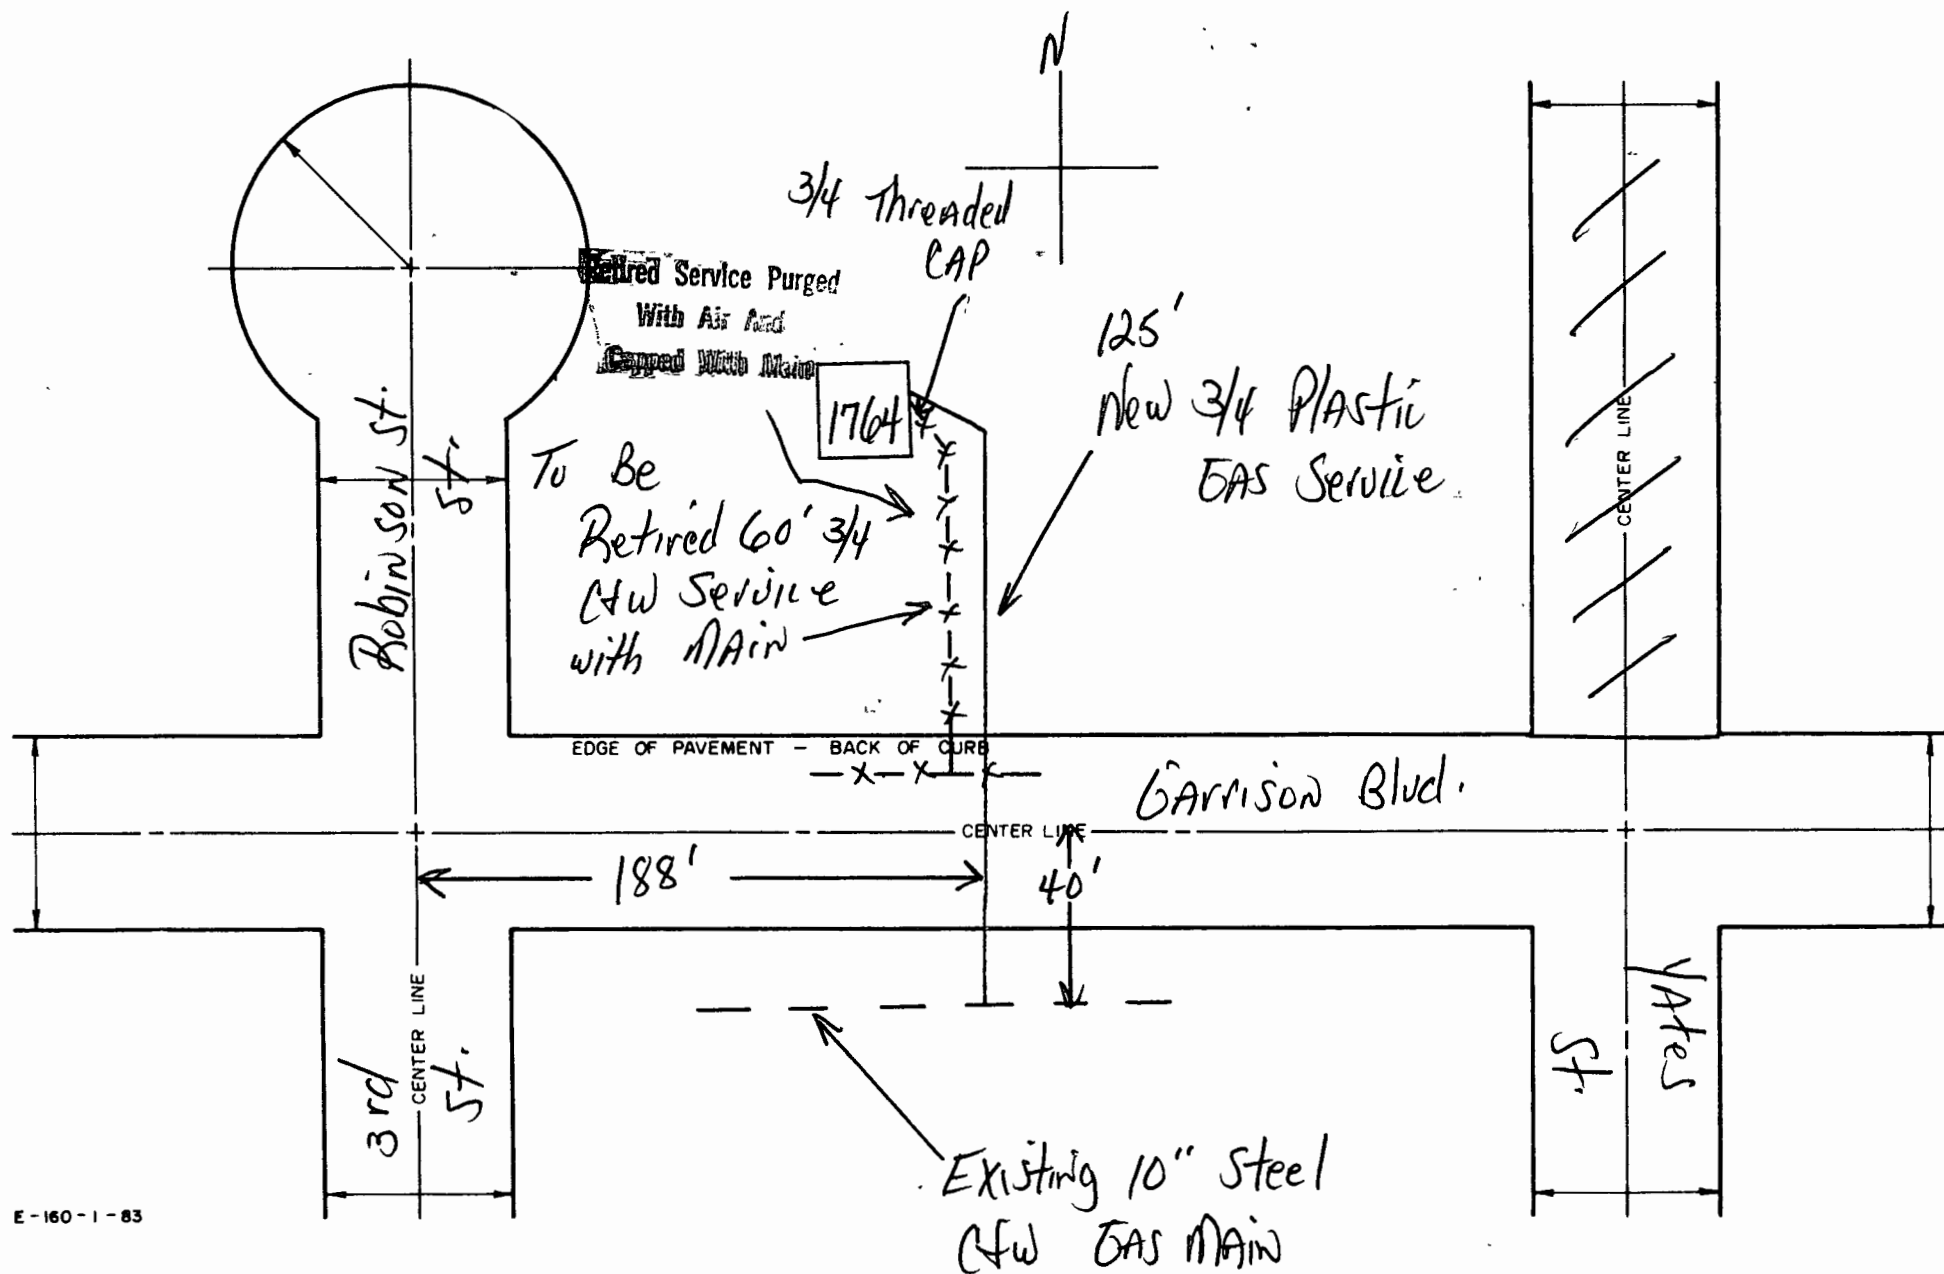 N
3/4 Threaded
CAP
Retired Service Purged
With Air And
Capped With Main
125'
New 3/4 Plastic
GAS Service
1764
To Be
Retired 60' 3/4
C+W Service
with MAIN
Robinson St.
St.
CENTER LINE
EDGE OF PAVEMENT - BACK OF CURB
Garrison Blvd.
CENTER LINE
188'
40'
3rd
St.
CENTER LINE
Yates
St.
Existing 10" Steel
C+W GAS MAIN
E-160-1-83